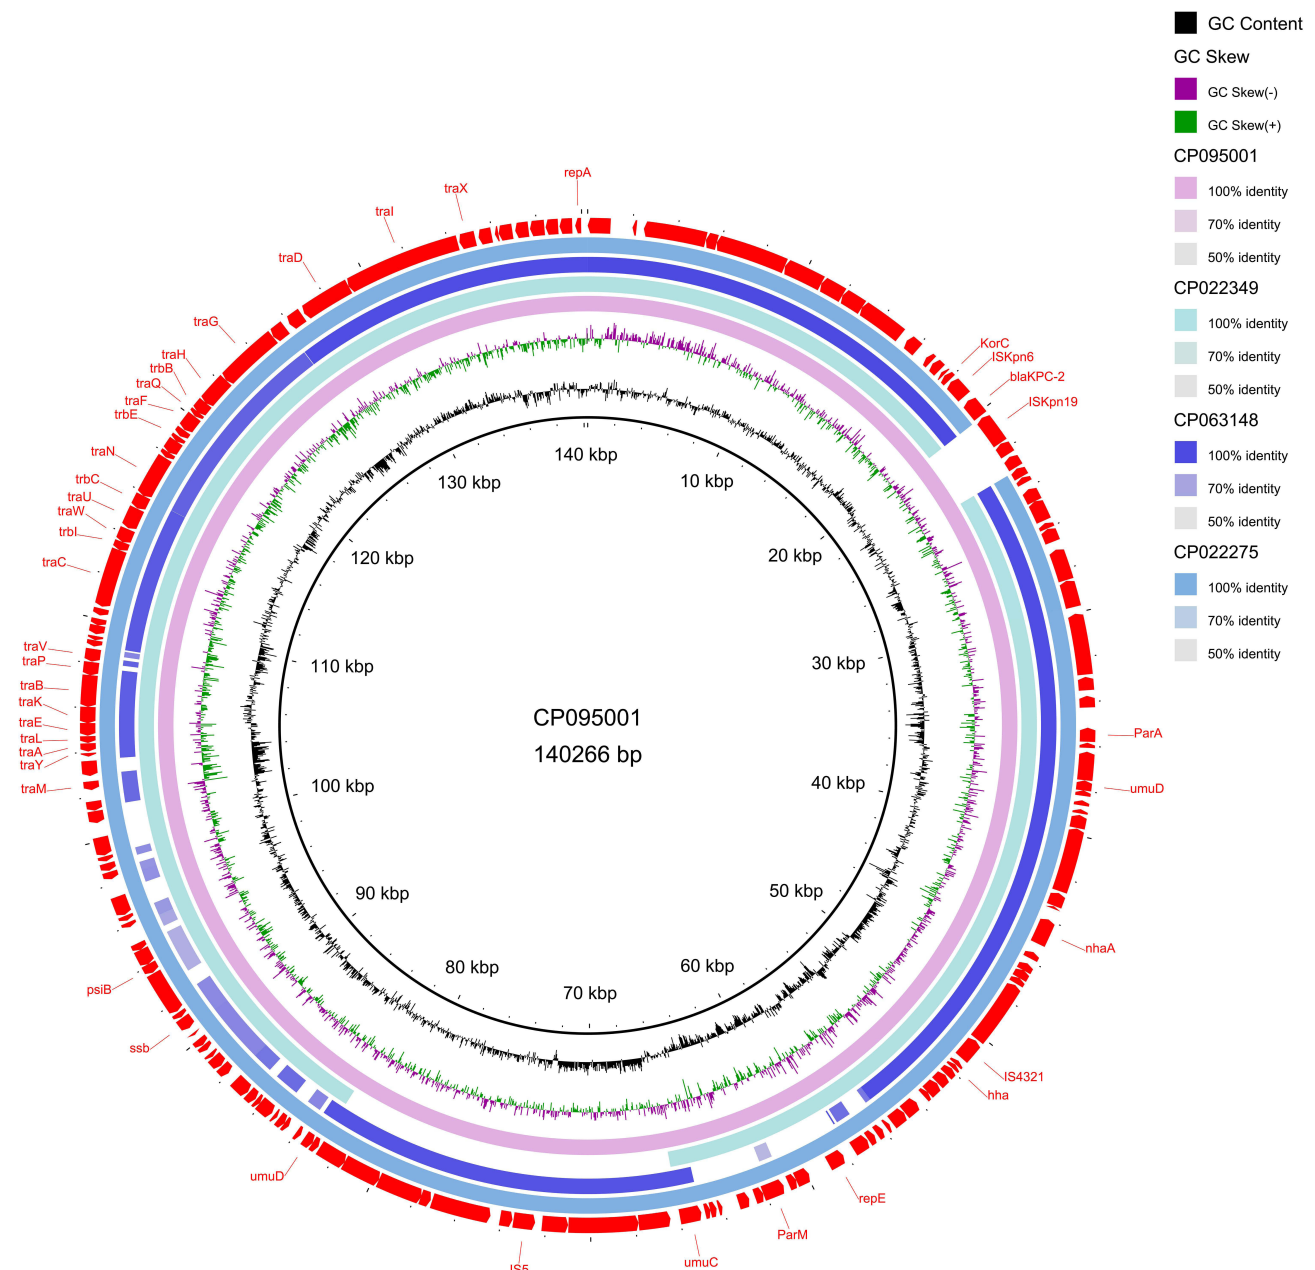 GC Content
GC Skew
GC Skew(-)
GC Skew(+)
CP095001
100% identity
70% identity
50% identity
CP022349
100% identity
70% identity
50% identity
CP063148
100% identity
70% identity
50% identity
CP022275
100% identity
70% identity
50% identity
repA
traX
traI
traD
traG
traH
trbB
traQ
traF
trbE
traN
trbC
traU
traW
trbI
traC
traV
traP
traB
traK
traE
traL
traA
traY
traM
psiB
ssb
umuD
IS5
umuC
ParM
repE
hha
IS4321
nhaA
umuD
ParA
ISKpn19
blaKPC-2
ISKpn6
KorC
140 kbp
10 kbp
20 kbp
30 kbp
40 kbp
50 kbp
60 kbp
70 kbp
80 kbp
90 kbp
100 kbp
110 kbp
120 kbp
130 kbp
CP095001
140266 bp